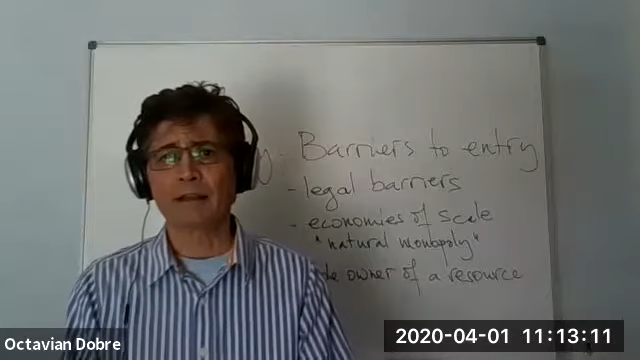 y - Barriers to entry
- legal barriers
- economies of scale
"natural monopoly"
owner of a resource
Octavian Dobre
2020-04-01 11:13:11